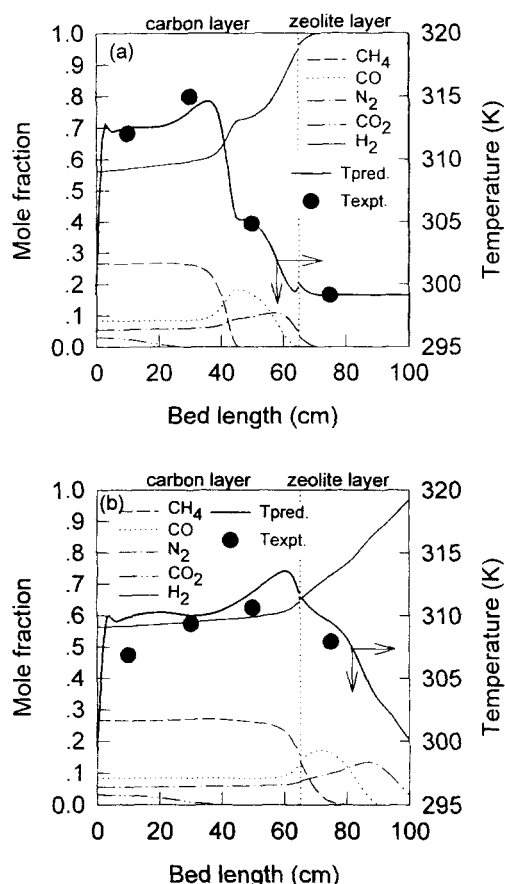 carbon layer zeolite layer
(a)
1.0 320
.9
.8 315
.7
.6 310
.5
.4 305
.3
.2 300
.1
0.0 295
Mole fraction
Temperature (K)
CH4
CO
N2
CO2
H2
Tpred.
Texpt.
0 20 40 60 80 100
Bed length (cm)
carbon layer zeolite layer
(b)
1.0 320
.9
.8 315
.7
.6 310
.5
.4 305
.3
.2 300
.1
0.0 295
Mole fraction
Temperature (K)
CH4 Tpred.
CO Texpt.
N2
CO2
H2
0 20 40 60 80 100
Bed length (cm)